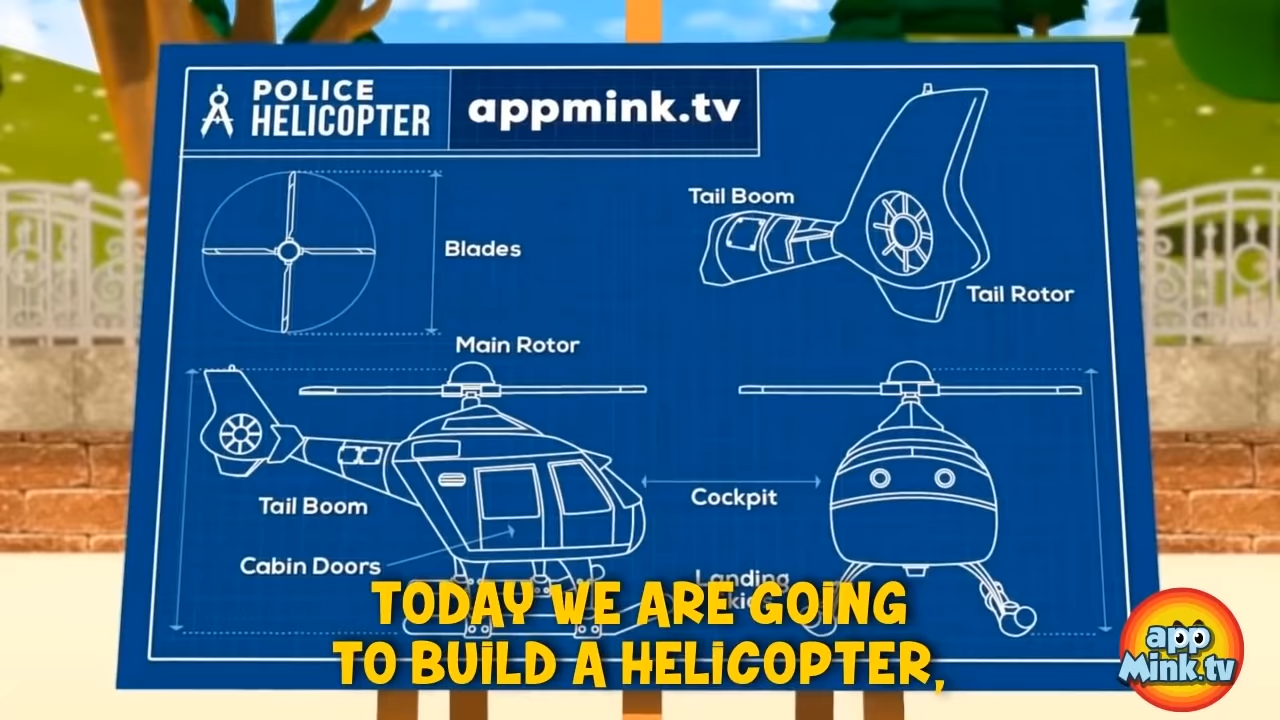 POLICE
HELICOPTER
appmink.tv
Tail Boom
Blades
Tail Rotor
Main Rotor
Cockpit
Tail Boom
Cabin Doors
Landing
TODAY WE ARE GOING
TO BUILD A HELICOPTER,
app
Mink.tv